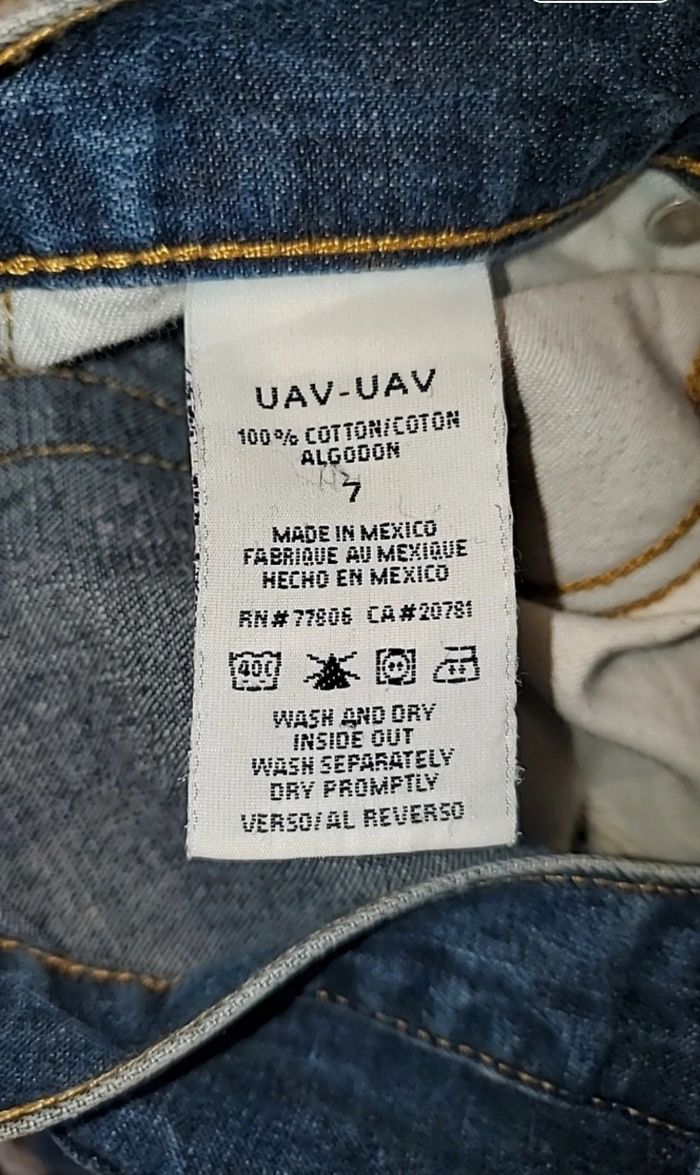 UAV-UAV
100% COTTON/COTON
ALGODON
7
MADE IN MEXICO
FABRIQUE AU MEXIQUE
HECHO EN MEXICO
RN#77806 CA#20781
40C
WASH AND DRY
INSIDE OUT
WASH SEPARATELY
DRY PROMPTLY
VERSO/AL REVERSO